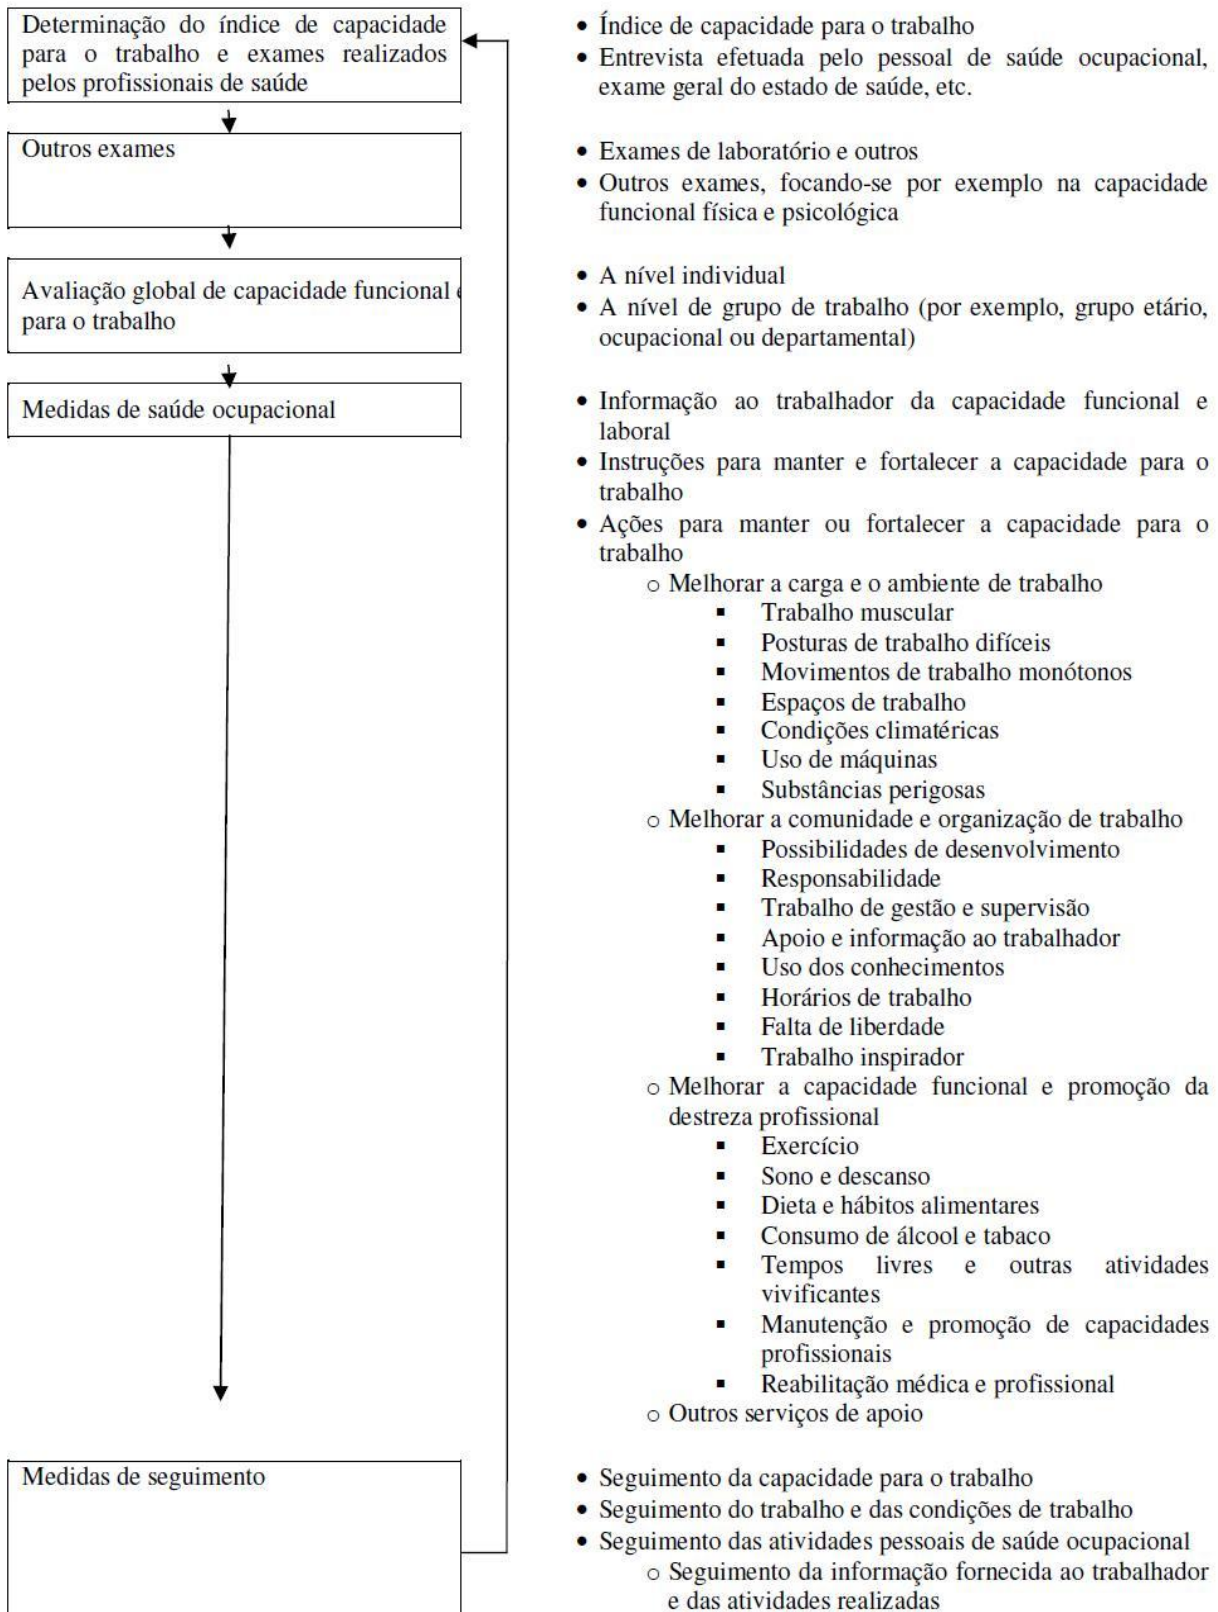 Determinação do índice de capacidade
para o trabalho e exames realizados
pelos profissionais de saúde
• Índice de capacidade para o trabalho
• Entrevista efetuada pelo pessoal de saúde ocupacional,
exame geral do estado de saúde, etc.
Outros exames
• Exames de laboratório e outros
• Outros exames, focando-se por exemplo na capacidade
funcional física e psicológica
Avaliação global de capacidade funcional e
para o trabalho
• A nível individual
• A nível de grupo de trabalho (por exemplo, grupo etário,
ocupacional ou departamental)
Medidas de saúde ocupacional
• Informação ao trabalhador da capacidade funcional e
laboral
• Instruções para manter e fortalecer a capacidade para o
trabalho
• Ações para manter ou fortalecer a capacidade para o
trabalho
o Melhorar a carga e o ambiente de trabalho
▪ Trabalho muscular
▪ Posturas de trabalho difíceis
▪ Movimentos de trabalho monótonos
▪ Espaços de trabalho
▪ Condições climatéricas
▪ Uso de máquinas
▪ Substâncias perigosas
o Melhorar a comunidade e organização de trabalho
▪ Possibilidades de desenvolvimento
▪ Responsabilidade
▪ Trabalho de gestão e supervisão
▪ Apoio e informação ao trabalhador
▪ Uso dos conhecimentos
▪ Horários de trabalho
▪ Falta de liberdade
▪ Trabalho inspirador
o Melhorar a capacidade funcional e promoção da
destreza profissional
▪ Exercício
▪ Sono e descanso
▪ Dieta e hábitos alimentares
▪ Consumo de álcool e tabaco
▪ Tempos livres e outras atividades
vivificantes
▪ Manutenção e promoção de capacidades
profissionais
▪ Reabilitação médica e profissional
o Outros serviços de apoio
Medidas de seguimento
• Seguimento da capacidade para o trabalho
• Seguimento do trabalho e das condições de trabalho
• Seguimento das atividades pessoais de saúde ocupacional
o Seguimento da informação fornecida ao trabalhador
e das atividades realizadas